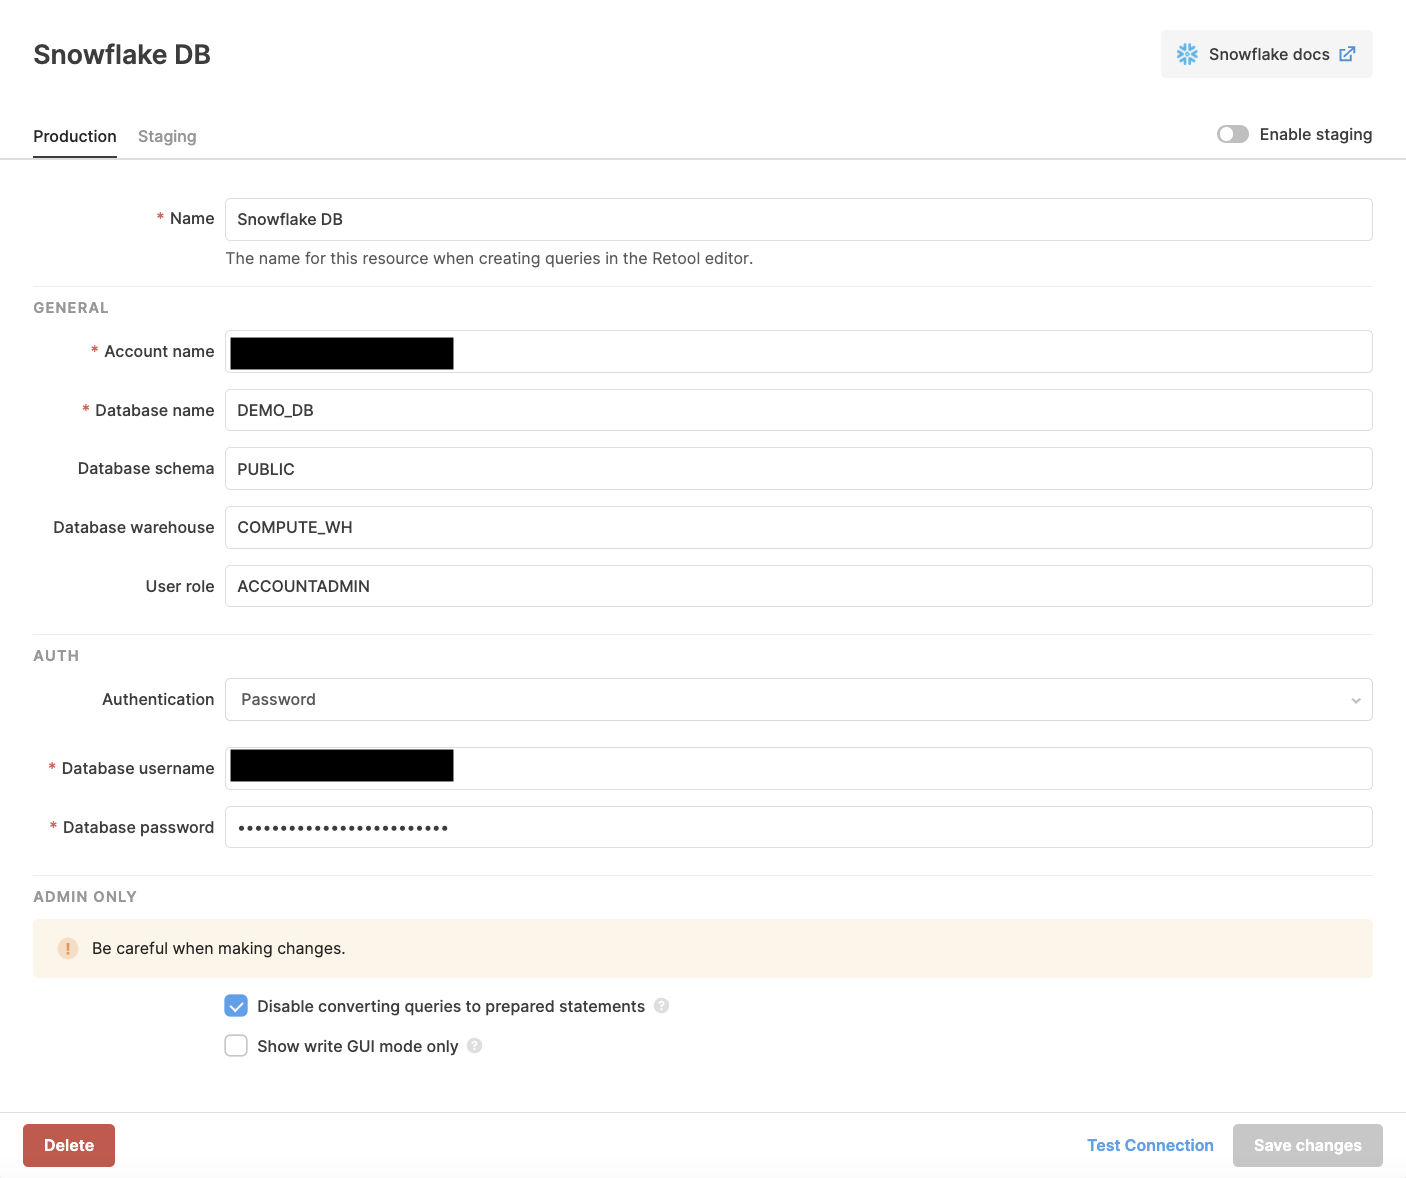 Snowflake DB
Snowflake docs
Production Staging
Enable staging
* Name Snowflake DB
The name for this resource when creating queries in the Retool editor.
GENERAL
* Account name
* Database name DEMO_DB
Database schema PUBLIC
Database warehouse COMPUTE_WH
User role ACCOUNTADMIN
AUTH
Authentication Password
* Database username
* Database password •••••••••••••••••••••••••
ADMIN ONLY
! Be careful when making changes.
Disable converting queries to prepared statements ?
Show write GUI mode only ?
Delete Test Connection Save changes